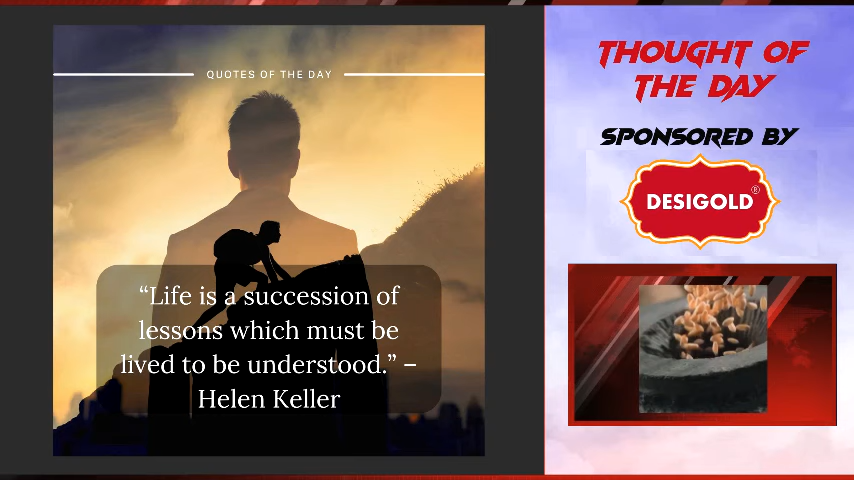 QUOTES OF THE DAY
“Life is a succession of
lessons which must be
lived to be understood.” –
Helen Keller
THOUGHT OF
THE DAY
SPONSORED BY
DESIGOLD®